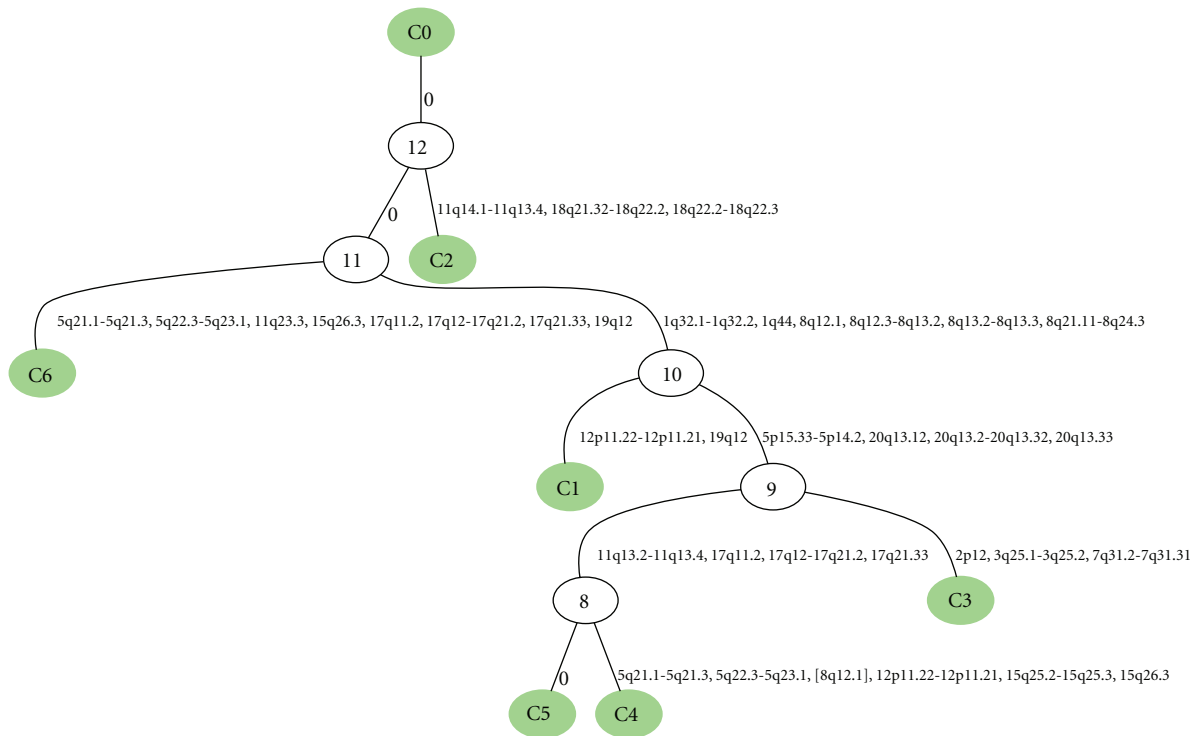 C0
0
12
0
11q14.1-11q13.4, 18q21.32-18q22.2, 18q22.2-18q22.3
11
C2
5q21.1-5q21.3, 5q22.3-5q23.1, 11q23.3, 15q26.3, 17q11.2, 17q12-17q21.2, 17q21.33, 19q12
1q32.1-1q32.2, 1q44, 8q12.1, 8q12.3-8q13.2, 8q13.2-8q13.3, 8q21.11-8q24.3
C6
10
12p11.22-12p11.21, 19q12
5p15.33-5p14.2, 20q13.12, 20q13.2-20q13.32, 20q13.33
C1
9
11q13.2-11q13.4, 17q11.2, 17q12-17q21.2, 17q21.33
2p12, 3q25.1-3q25.2, 7q31.2-7q31.31
8
C3
0
5q21.1-5q21.3, 5q22.3-5q23.1, [8q12.1], 12p11.22-12p11.21, 15q25.2-15q25.3, 15q26.3
C5
C4